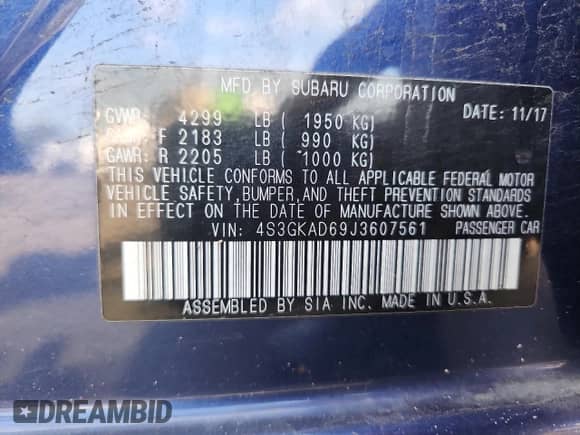 MFD BY SUBARU CORPORATION
GVWR: 4299 LB ( 1950 KG) DATE: 11/17
F 2183 LB ( 990 KG)
GAWR: R 2205 LB ( 1000 KG)
THIS VEHICLE CONFORMS TO ALL APPLICABLE FEDERAL MOTOR
VEHICLE SAFETY, BUMPER, AND THEFT PREVENTION STANDARDS
IN EFFECT ON THE DATE OF MANUFACTURE SHOWN ABOVE.
VIN: 4S3GKAD69J3607561 PASSENGER CAR
ASSEMBLED BY SIA INC. MADE IN U.S.A.
DREAMBID